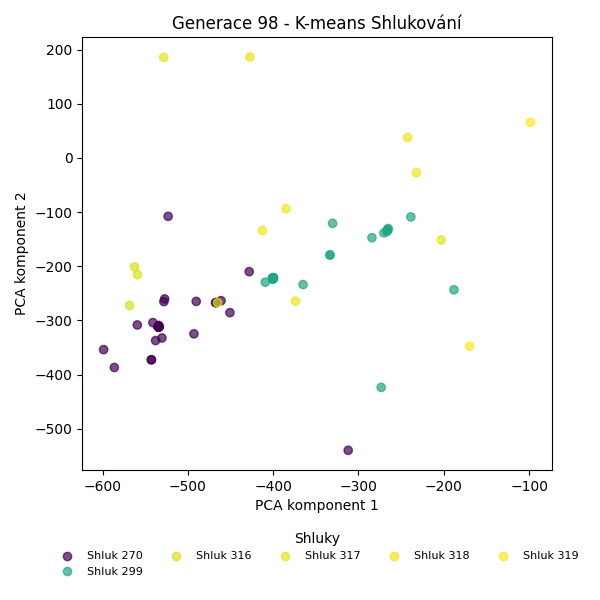 Generace 98 - K-means Shlukování
200
100
0
−100
−200
−300
−400
−500
PCA komponent 2
−600 −500 −400 −300 −200 −100
PCA komponent 1
Shluky
Shluk 270 Shluk 316 Shluk 317 Shluk 318 Shluk 319
Shluk 299